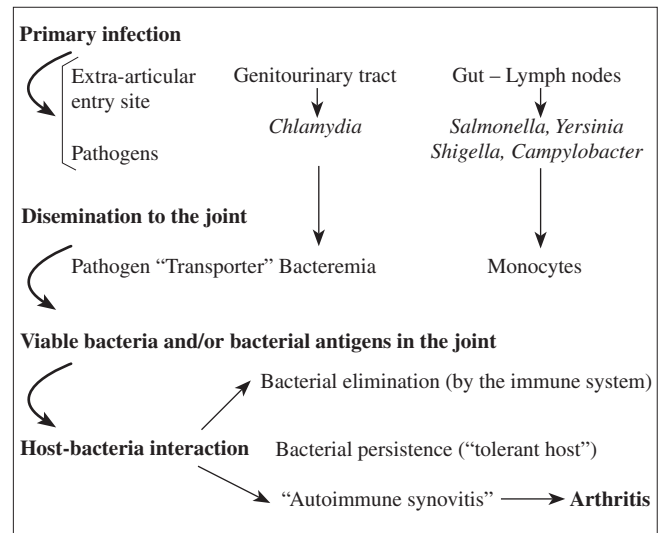 Primary infection
Extra-articular entry site
Genitourinary tract
Gut – Lymph nodes
Chlamydia
Salmonella, Yersinia
Shigella, Campylobacter
Pathogens
Disemination to the joint
Pathogen “Transporter” Bacteremia
Monocytes
Viable bacteria and/or bacterial antigens in the joint
Bacterial elimination (by the immune system)
Host-bacteria interaction
Bacterial persistence (“tolerant host”)
“Autoimmune synovitis”
Arthritis